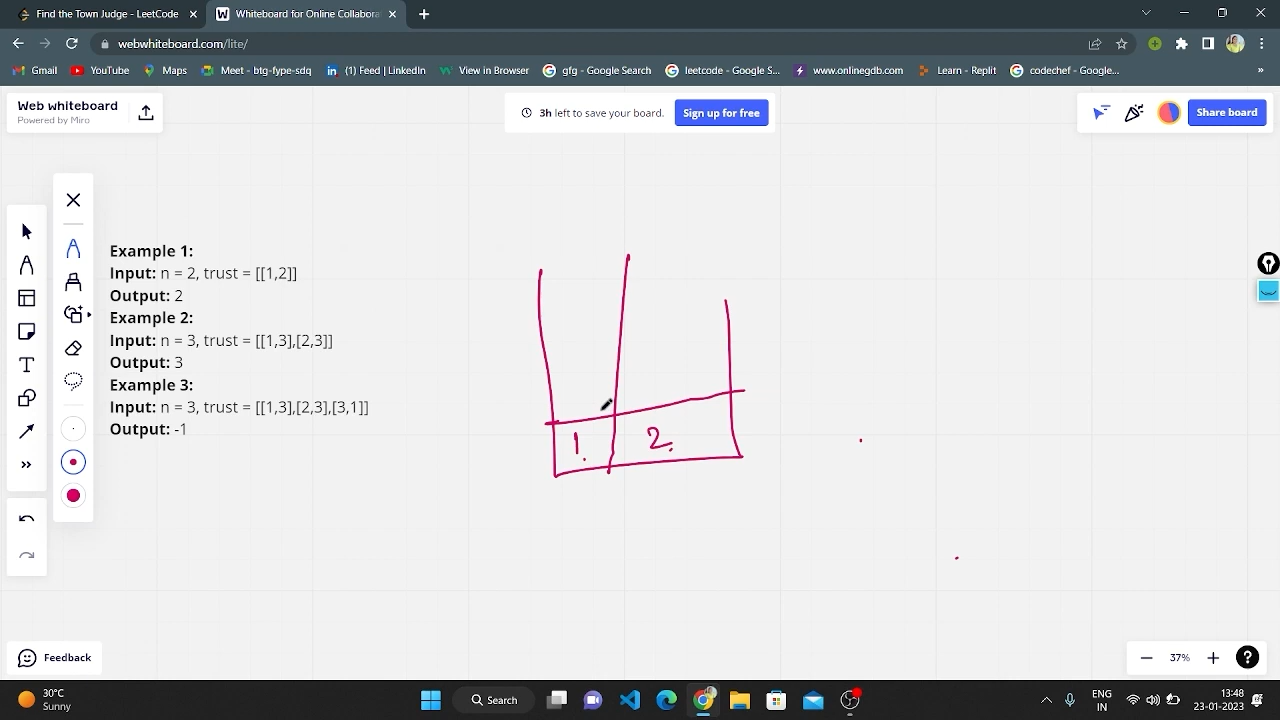 Find the Town Judge - LeetCode
Whiteboard for Online Collabora
webwhiteboard.com/lite/
Gmail
YouTube
Maps
Meet - btg-fype-sdq
(1) Feed | LinkedIn
View in Browser
gfg - Google Search
leetcode - Google S...
www.onlinegdb.com
Learn - Replit
codechef - Google...
»
Web whiteboard
Powered by Miro
3h left to save your board.
Sign up for free
Share board
Example 1:
Input: n = 2, trust = [[1,2]]
Output: 2
Example 2:
Input: n = 3, trust = [[1,3],[2,3]]
Output: 3
Example 3:
Input: n = 3, trust = [[1,3],[2,3],[3,1]]
Output: -1
1. 2.
Feedback
37%
30°C
Sunny
Search
ENG
IN
13:48
23-01-2023